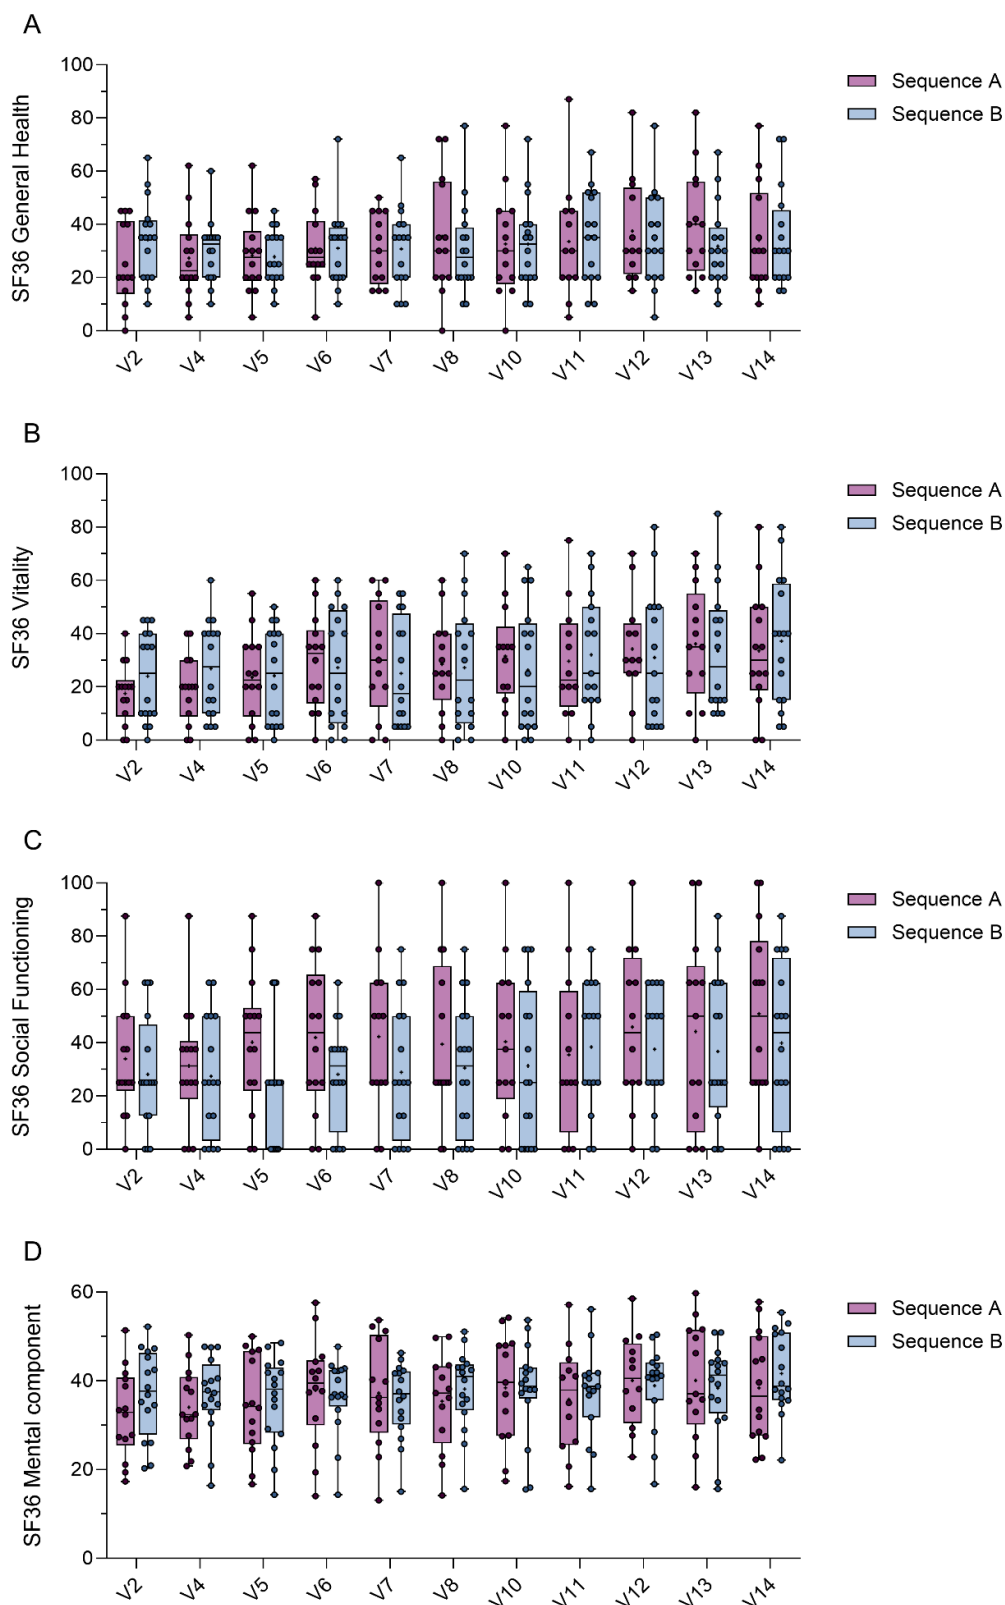 A
SF36 General Health
100
80
60
40
20
0
V2 V4 V5 V6 V7 V8 V10 V11 V12 V13 V14
Sequence A
Sequence B
B
SF36 Vitality
100
80
60
40
20
0
V2 V4 V5 V6 V7 V8 V10 V11 V12 V13 V14
Sequence A
Sequence B
C
SF36 Social Functioning
100
80
60
40
20
0
V2 V4 V5 V6 V7 V8 V10 V11 V12 V13 V14
Sequence A
Sequence B
D
SF36 Mental component
60
40
20
0
V2 V4 V5 V6 V7 V8 V10 V11 V12 V13 V14
Sequence A
Sequence B